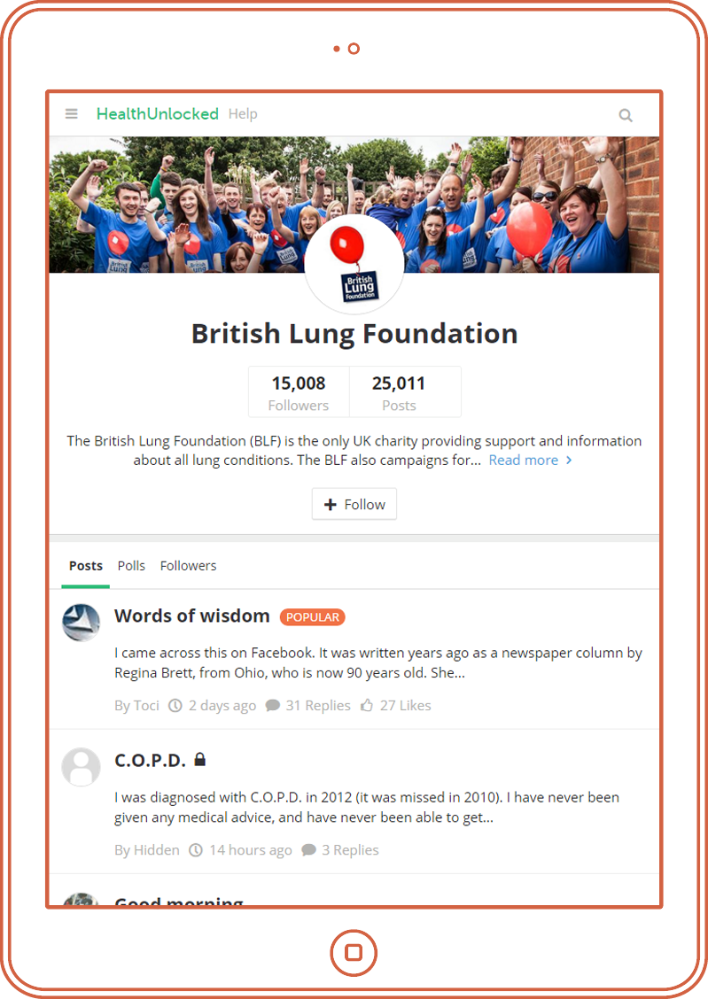 HealthUnlocked Help
British
Lung
Foundation
British Lung Foundation
15,008 25,011
Followers Posts
The British Lung Foundation (BLF) is the only UK charity providing support and information
about all lung conditions. The BLF also campaigns for... Read more
Follow
Posts Polls Followers
Words of wisdom POPULAR
I came across this on Facebook. It was written years ago as a newspaper column by
Regina Brett, from Ohio, who is now 90 years old. She...
By Toci 2 days ago 31 Replies 27 Likes
C.O.P.D.
I was diagnosed with C.O.P.D. in 2012 (it was missed in 2010). I have never been
given any medical advice, and have never been able to get...
By Hidden 14 hours ago 3 Replies
Good morning